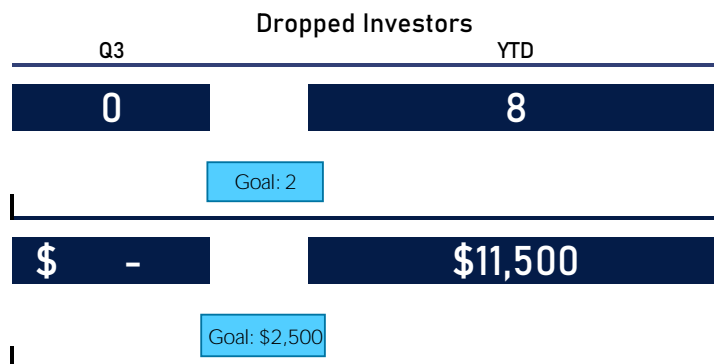 Dropped Investors
Q3 YTD
0 8
Goal: 2
$ - $11,500
Goal: $2,500